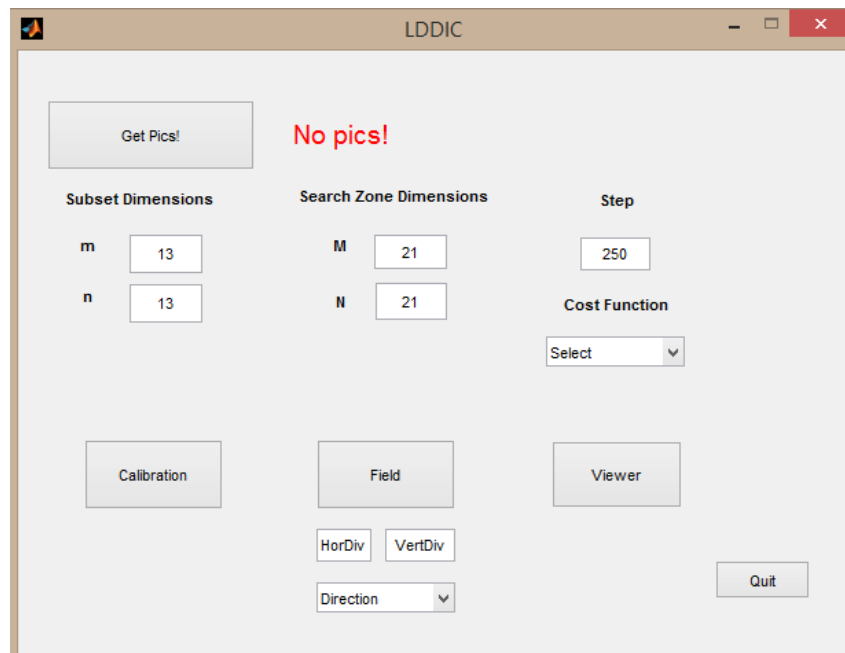 LDDIC
Get Pics!
No pics!
Subset Dimensions
Search Zone Dimensions
Step
m
13
M
21
250
n
13
N
21
Cost Function
Select
Calibration
Field
Viewer
HorDiv
VertDiv
Quit
Direction